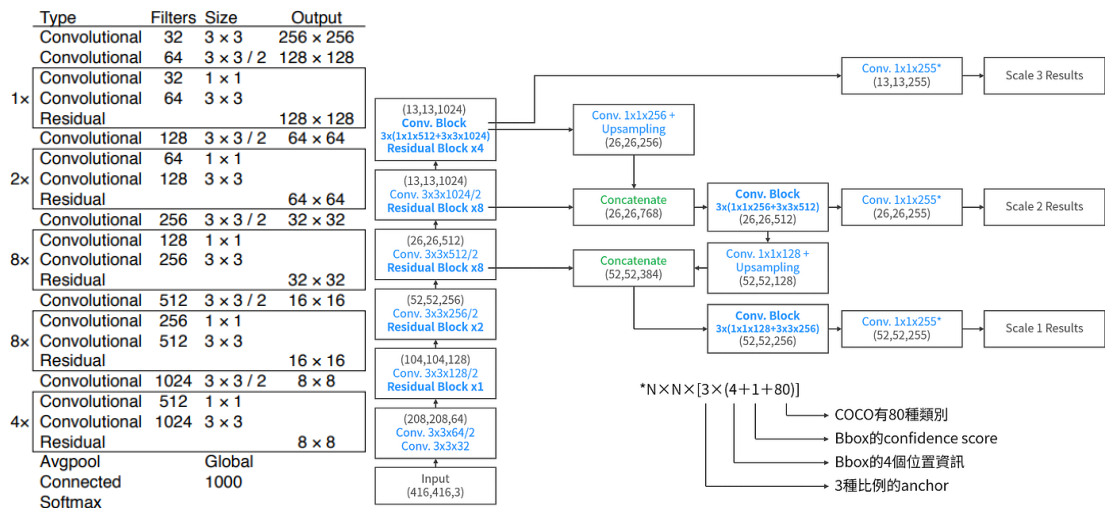 Type Filters Size Output
Convolutional 32 3 × 3 256 × 256
Convolutional 64 3 × 3 / 2 128 × 128
Convolutional 32 1 × 1
1× Convolutional 64 3 × 3
Residual 128 × 128
Convolutional 128 3 × 3 / 2 64 × 64
Convolutional 64 1 × 1
2× Convolutional 128 3 × 3
Residual 64 × 64
Convolutional 256 3 × 3 / 2 32 × 32
Convolutional 128 1 × 1
8× Convolutional 256 3 × 3
Residual 32 × 32
Convolutional 512 3 × 3 / 2 16 × 16
Convolutional 256 1 × 1
8× Convolutional 512 3 × 3
Residual 16 × 16
Convolutional 1024 3 × 3 / 2 8 × 8
Convolutional 512 1 × 1
4× Convolutional 1024 3 × 3
Residual 8 × 8
Avgpool Global
Connected 1000
Softmax
(13,13,1024)
Conv. Block
3x(1x1x512+3x3x1024)
Residual Block x4
(13,13,1024)
Conv. 3x3x1024/2
Residual Block x8
(26,26,512)
Conv. 3x3x512/2
Residual Block x8
(52,52,256)
Conv. 3x3x256/2
Residual Block x2
(104,104,128)
Conv. 3x3x128/2
Residual Block x1
(208,208,64)
Conv. 3x3x64/2
Conv. 3x3x32
Input
(416,416,3)
Conv. 1x1x256 +
Upsampling
(26,26,256)
Concatenate
(26,26,768)
Concatenate
(52,52,384)
Conv. Block
3x(1x1x256+3x3x512)
(26,26,512)
Conv. 1x1x128 +
Upsampling
(52,52,128)
Conv. Block
3x(1x1x128+3x3x256)
(52,52,256)
Conv. 1x1x255*
(13,13,255)
Scale 3 Results
Conv. 1x1x255*
(26,26,255)
Scale 2 Results
Conv. 1x1x255*
(52,52,255)
Scale 1 Results
*N×N×[3×(4+1+80)]
COCO有80種類別
Bbox的confidence score
Bbox的4個位置資訊
3種比例的anchor